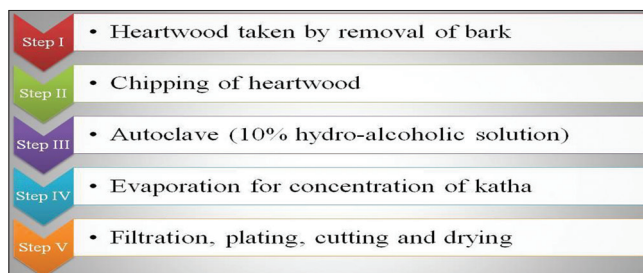 Step I
• Heartwood taken by removal of bark
Step II
• Chipping of heartwood
Step III
• Autoclave (10% hydro-alcoholic solution)
Step IV
• Evaporation for concentration of katha
Step V
• Filtration, plating, cutting and drying